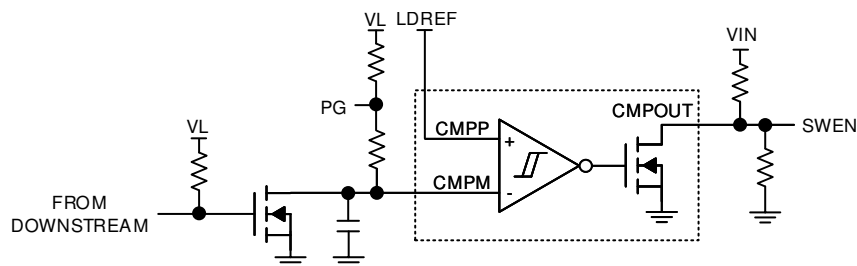 VL
LDREF
VIN
PG
CMPOUT
CMPP
+
SWEN
VL
CMPM
-
FROM
DOWNSTREAM